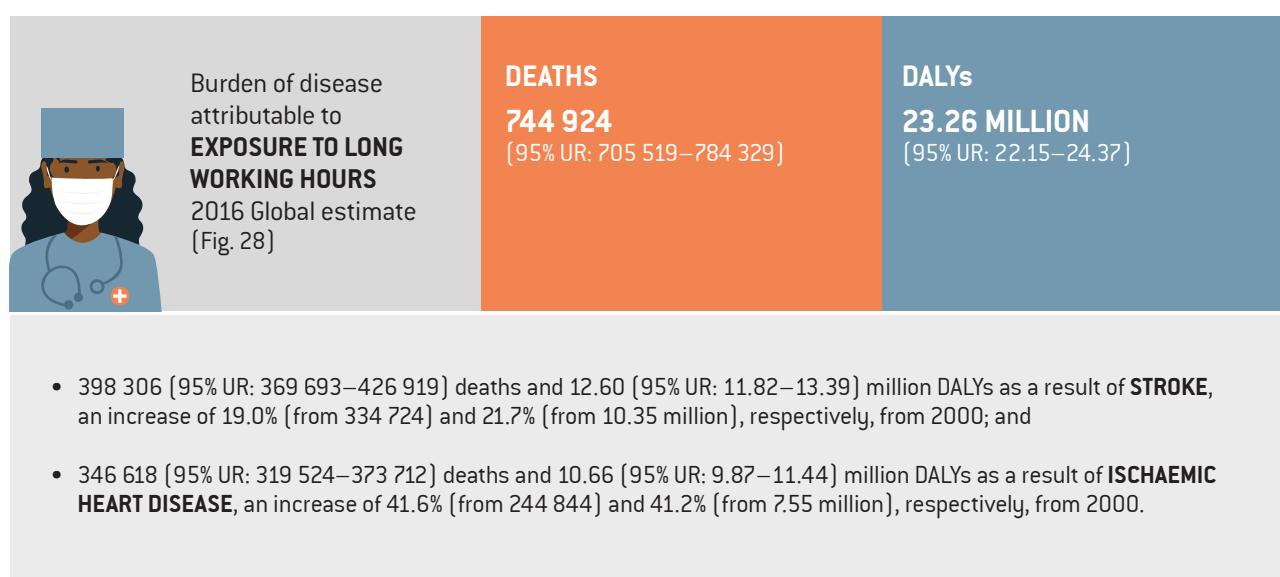 Burden of disease
attributable to
EXPOSURE TO LONG
WORKING HOURS
2016 Global estimate
(Fig. 28)
DEATHS
744 924
(95% UR: 705 519–784 329)
DALYs
23.26 MILLION
(95% UR: 22.15–24.37)
• 398 306 (95% UR: 369 693–426 919) deaths and 12.60 (95% UR: 11.82–13.39) million DALYs as a result of STROKE,
an increase of 19.0% (from 334 724) and 21.7% (from 10.35 million), respectively, from 2000; and
• 346 618 (95% UR: 319 524–373 712) deaths and 10.66 (95% UR: 9.87–11.44) million DALYs as a result of ISCHAEMIC
HEART DISEASE, an increase of 41.6% (from 244 844) and 41.2% (from 7.55 million), respectively, from 2000.